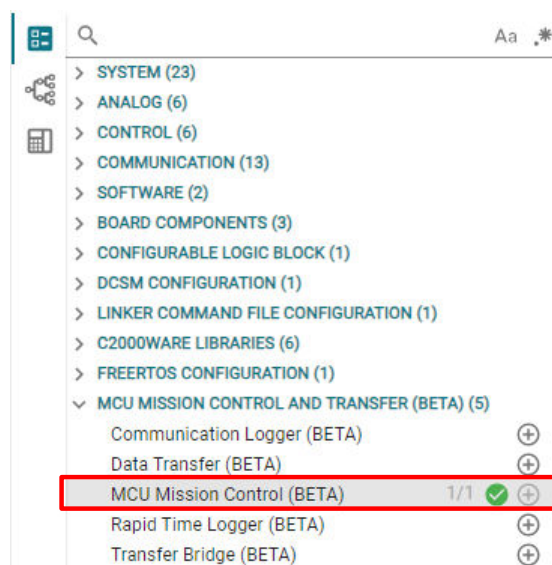 Aa .*
SYSTEM (23)
ANALOG (6)
CONTROL (6)
COMMUNICATION (13)
SOFTWARE (2)
BOARD COMPONENTS (3)
CONFIGURABLE LOGIC BLOCK (1)
DCSM CONFIGURATION (1)
LINKER COMMAND FILE CONFIGURATION (1)
C2000WARE LIBRARIES (6)
FREERTOS CONFIGURATION (1)
MCU MISSION CONTROL AND TRANSFER (BETA) (5)
Communication Logger (BETA)
Data Transfer (BETA)
MCU Mission Control (BETA) 1/1
Rapid Time Logger (BETA)
Transfer Bridge (BETA)